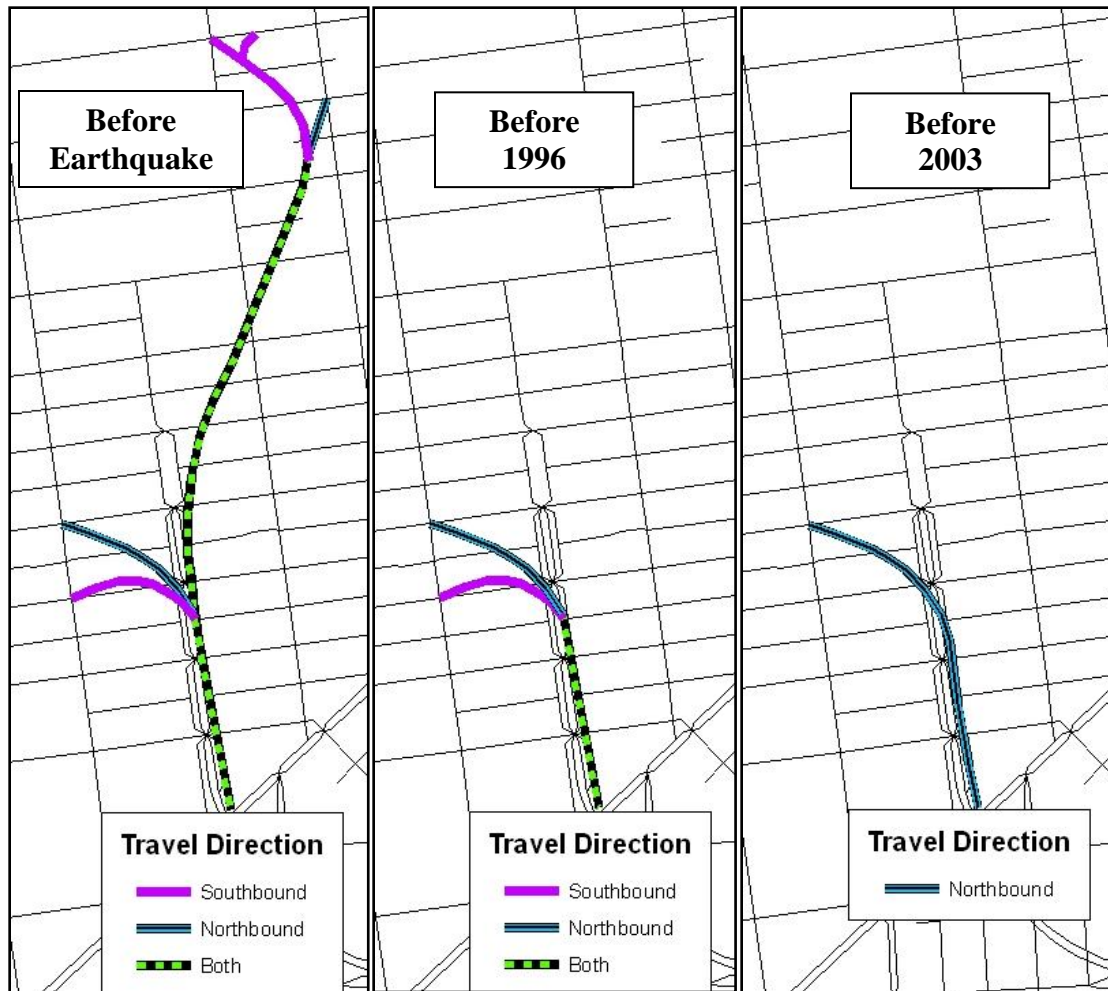 Before
Earthquake
Before
1996
Before
2003
Travel Direction
Southbound
Northbound
Both
Travel Direction
Southbound
Northbound
Both
Travel Direction
Northbound